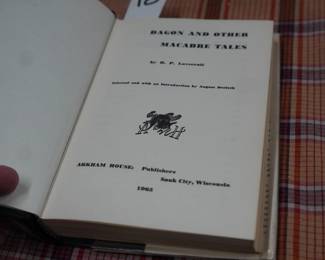 10
DAGON AND OTHER
MACABRE TALES
by H. P. Lovecraft
Selected and with an Introduction by August Derleth
ARKHAM HOUSE: Publishers
Sauk City, Wisconsin
1965